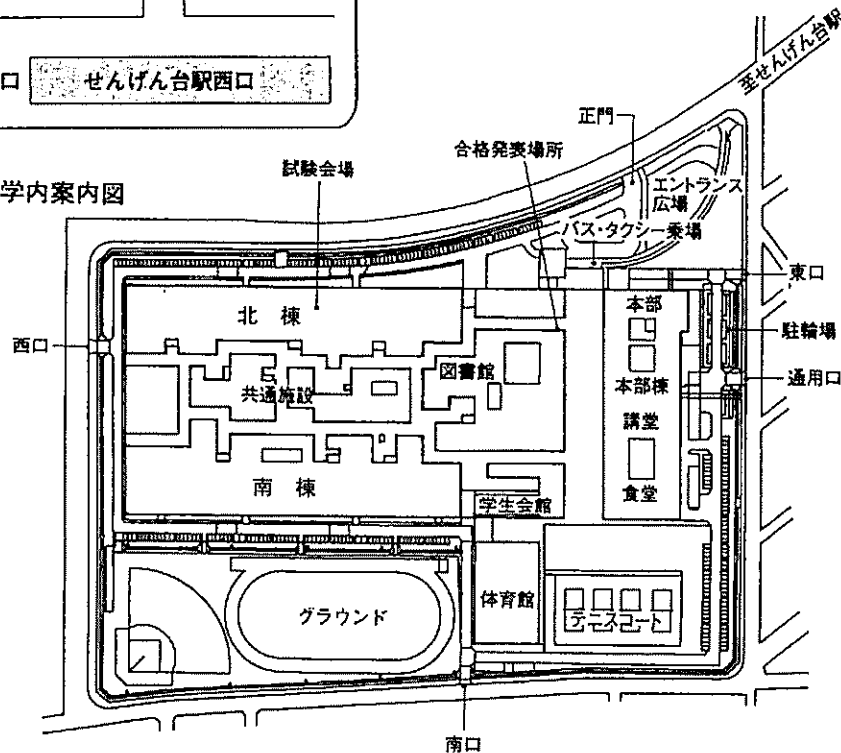 口
せんげん台駅西口
至せんげん台駅
正門
合格発表場所
試験会場
学内案内図
エントランス
広場
バス・タクシー乗場
東口
本部
北棟
駐輪場
西口
図書館
通用口
共通施設
本部棟
講堂
南棟
食堂
学生会館
体育館
グラウンド
テニスコート
南口